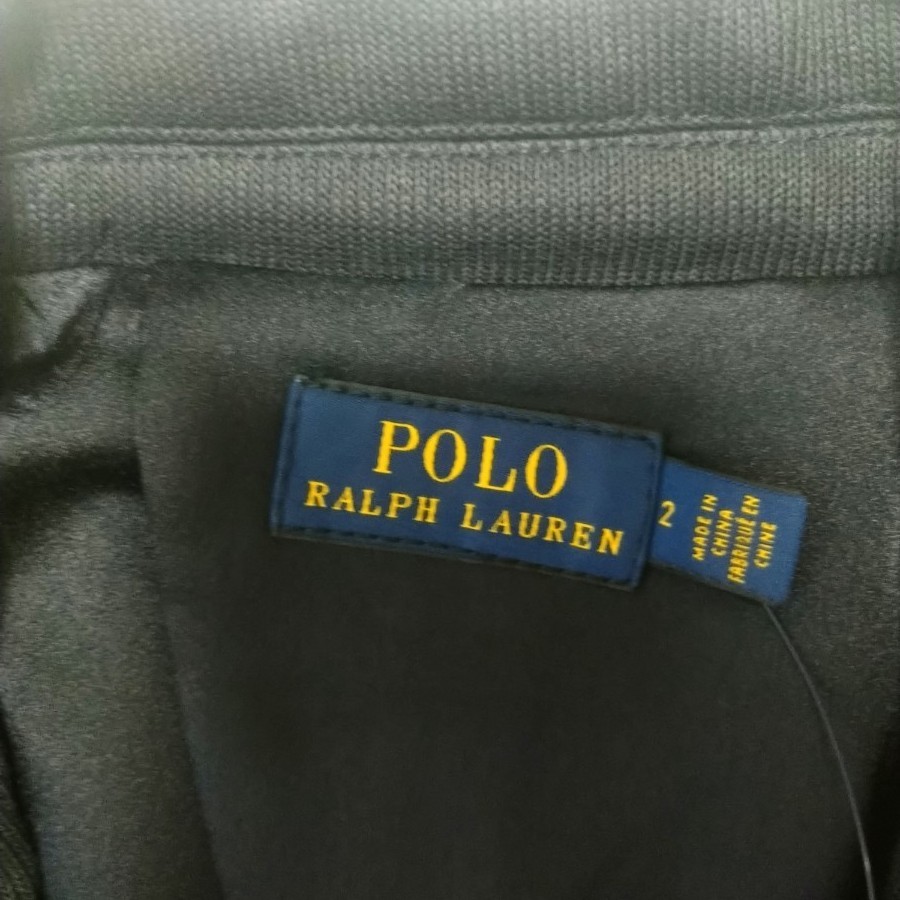 POLO
RALPH LAUREN
2
MADE IN
CHINA
FABRIQUÉ EN
CHINE